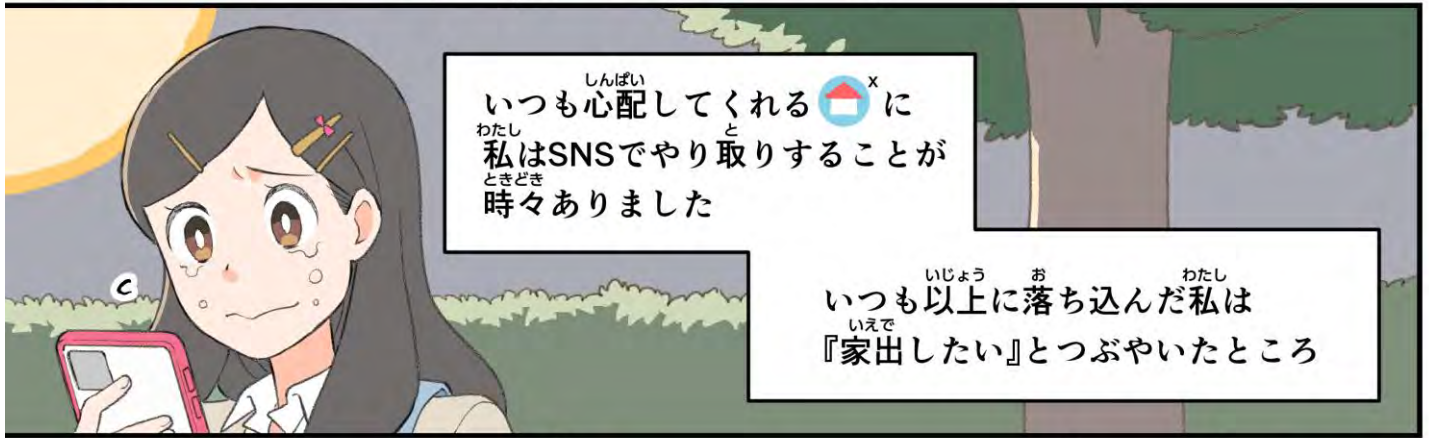 いつも心配してくれる x に
私はSNSでやり取りすることが
時々ありました
いつも以上に落ち込んだ私は
『家出したい』とつぶやいたところ